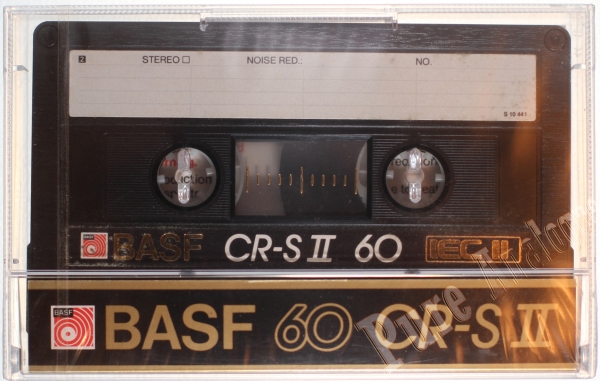 2 STEREO NOISE RED.: NO.
S 16 441
BASF CR-S II 60 IEC II
BASF
BASF 60 CR-S II
Pure Analog